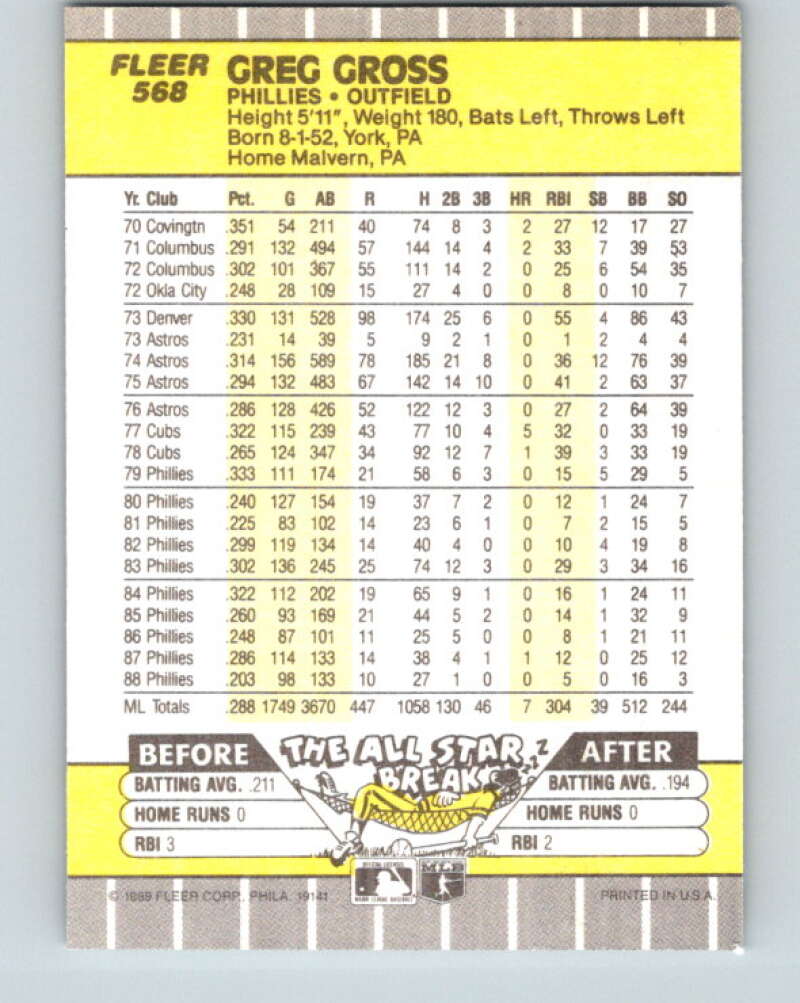 FLEER GREG GROSS
568 PHILLIES • OUTFIELD
Height 5'11", Weight 180, Bats Left, Throws Left
Born 8-1-52, York, PA
Home Malvern, PA
Yr. Club Pct. G AB R H 2B 3B HR RBI SB BB SO
70 Covingtn .351 54 211 40 74 8 3 2 27 12 17 27
71 Columbus .291 132 494 57 144 14 4 2 33 7 39 53
72 Columbus .302 101 367 55 111 14 2 0 25 6 54 35
72 Okla City .248 28 109 15 27 4 0 0 8 0 10 7
73 Denver .330 131 528 98 174 25 6 0 55 4 86 43
73 Astros .231 14 39 5 9 2 1 0 1 2 4 4
74 Astros .314 156 589 78 185 21 8 0 36 12 76 39
75 Astros .294 132 483 67 142 14 10 0 41 2 63 37
76 Astros .286 128 426 52 122 12 3 0 27 2 64 39
77 Cubs .322 115 239 43 77 10 4 5 32 0 33 19
78 Cubs .265 124 347 34 92 12 7 1 39 3 33 19
79 Phillies .333 111 174 21 58 6 3 0 15 5 29 5
80 Phillies .240 127 154 19 37 7 2 0 12 1 24 7
81 Phillies .225 83 102 14 23 6 1 0 7 2 15 5
82 Phillies .299 119 134 14 40 4 0 0 10 4 19 8
83 Phillies .302 136 245 25 74 12 3 0 29 3 34 16
84 Phillies .322 112 202 19 65 9 1 0 16 1 24 11
85 Phillies .260 93 169 21 44 5 2 0 14 1 32 9
86 Phillies .248 87 101 11 25 5 0 0 8 1 21 11
87 Phillies .286 114 133 14 38 4 1 1 12 0 25 12
88 Phillies .203 98 133 10 27 1 0 0 5 0 16 3
ML Totals .288 1749 3670 447 1058 130 46 7 304 39 512 244
BEFORE THE ALL STAR BREAK ZZZ AFTER
BATTING AVG. .211 BATTING AVG. .194
HOME RUNS 0 HOME RUNS 0
RBI 3 RBI 2
MLB
© 1989 FLEER CORP. PHILA. 19141 PRINTED IN U.S.A.